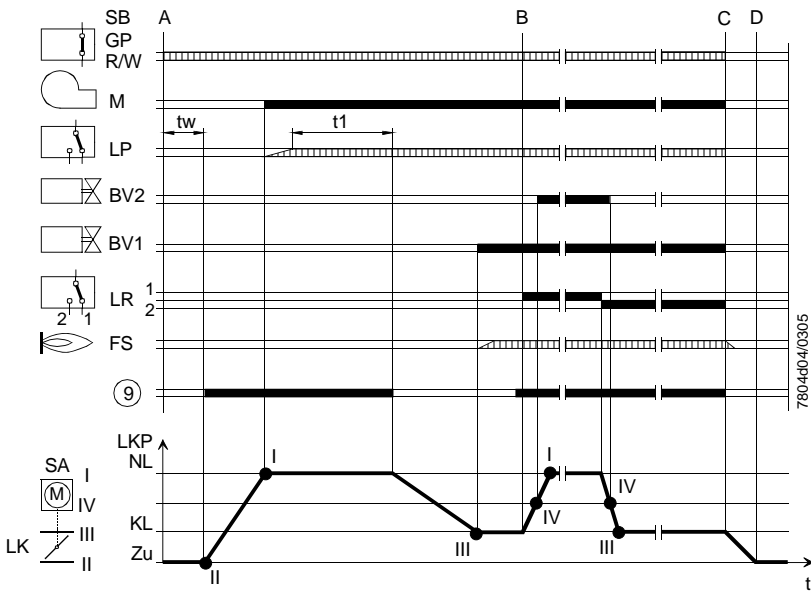 SB A B C D
GP
R/W
M
tw t1
LP
BV2
BV1
LR 1
2
2 1
FS
9
7804d04/0305
LKP
NL
SA I
M IV
LK III
II
KL
Zu
I
II
III
I
IV
IV
III
t